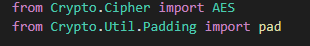 from Crypto.Cipher import AES
from Crypto.Util.Padding import pad